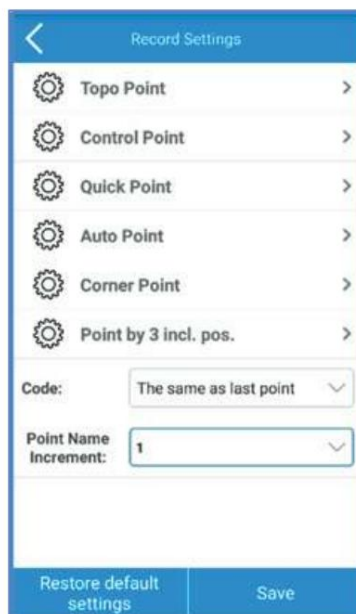 Record Settings
Topo Point
Control Point
Quick Point
Auto Point
Corner Point
Point by 3 incl. pos.
Code: The same as last point
Point Name
Increment: 1
Restore default
settings
Save